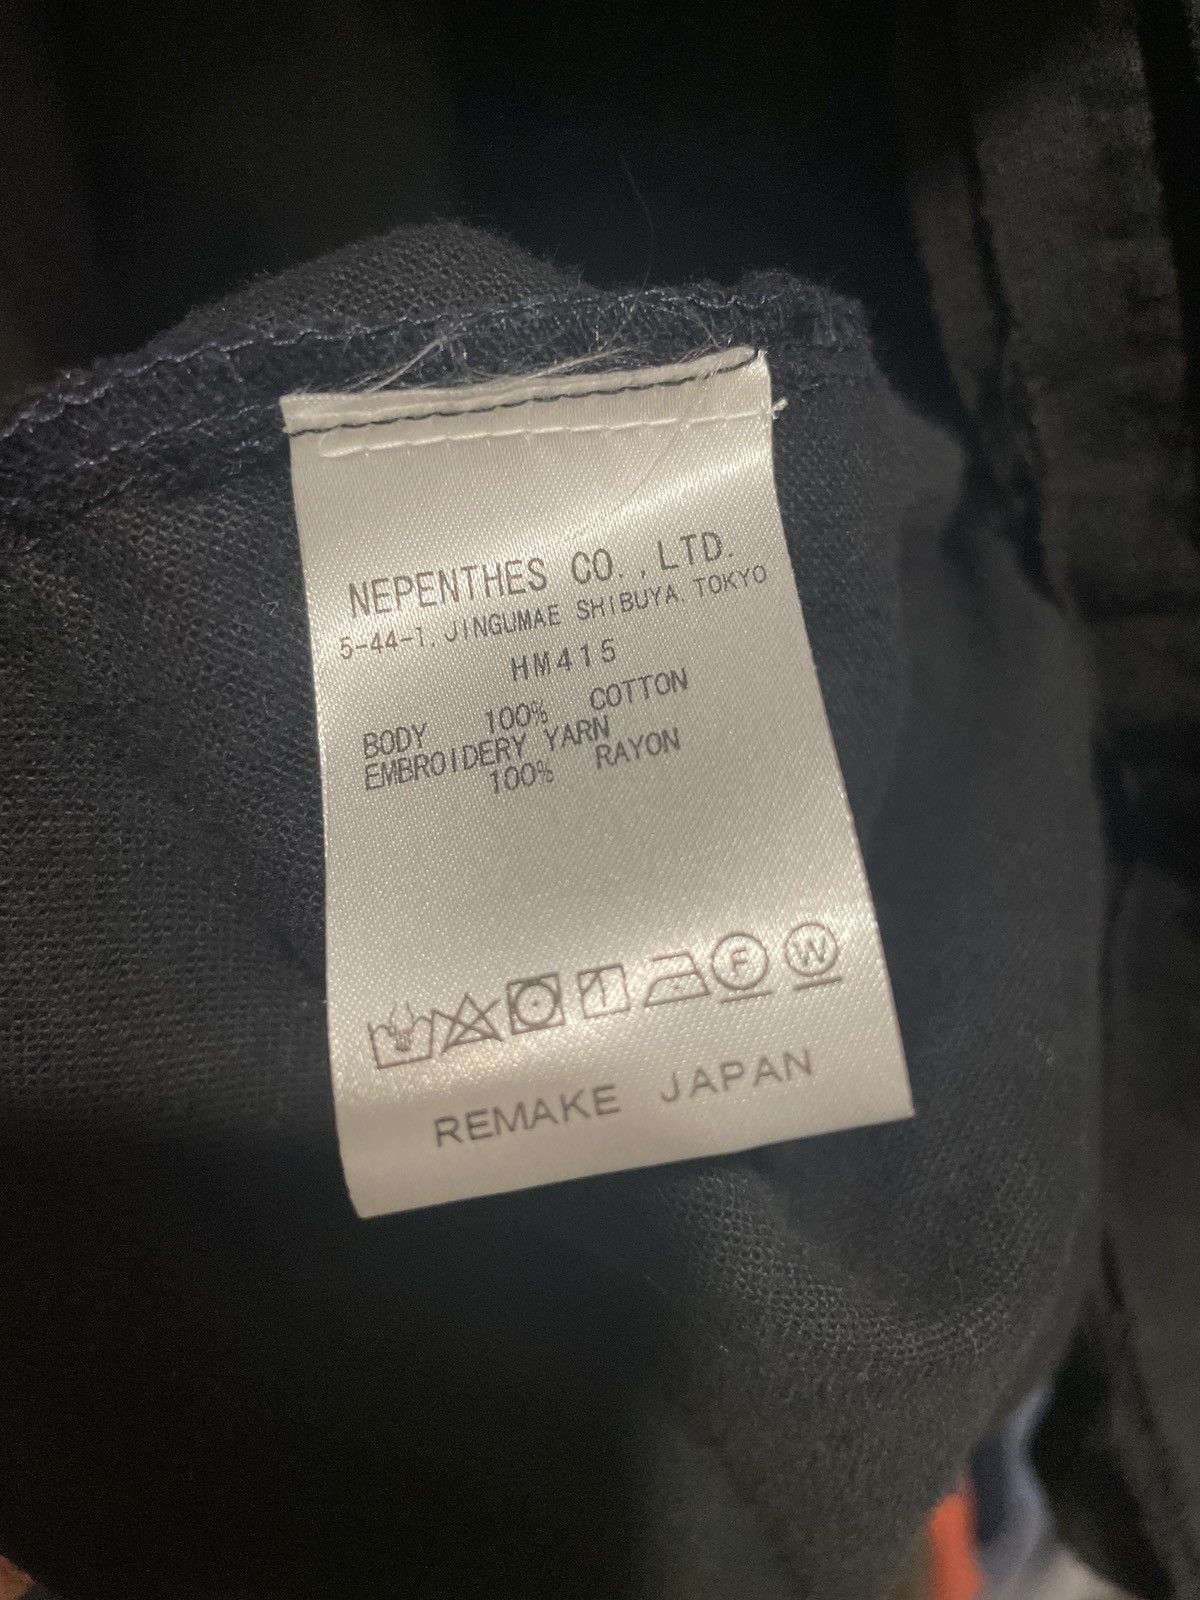 NEPENTHES CO.,LTD.
5-44-1,JINGUMAE SHIBUYA,TOKYO
HM415
BODY 100% COTTON
EMBROIDERY YARN
100% RAYON
F W
REMAKE JAPAN